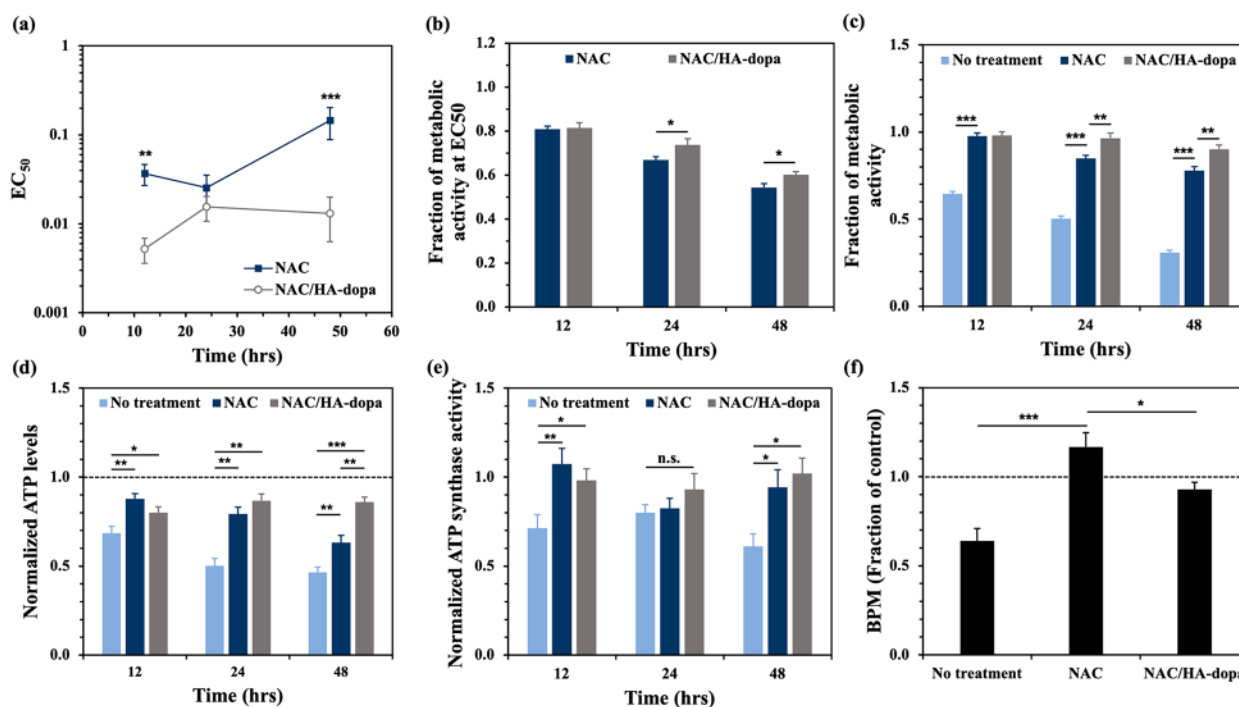 (a)
1
0.1
0.01
0.001
EC50
**
***
NAC
NAC/HA-dopa
0 10 20 30 40 50 60
Time (hrs)
(b)
1.2
1.0
0.8
0.6
0.4
0.2
0.0
Fraction of metabolic
activity at EC50
NAC NAC/HA-dopa
*
*
12 24 48
Time (hrs)
(c)
1.5
1.0
0.5
0.0
Fraction of metabolic
activity
No treatment NAC NAC/HA-dopa
***
*** **
*** **
12 24 48
Time (hrs)
(d)
1.5
1.0
0.5
0.0
Normalized ATP levels
No treatment NAC NAC/HA-dopa
* **
** **
*** ** **
12 24 48
Time (hrs)
(e)
1.5
1.0
0.5
0.0
Normalized ATP synthase activity
No treatment NAC NAC/HA-dopa
* **
n.s.
* *
12 24 48
Time (hrs)
(f)
1.5
1.0
0.5
0.0
BPM (Fraction of control)
*** *
No treatment NAC NAC/HA-dopa